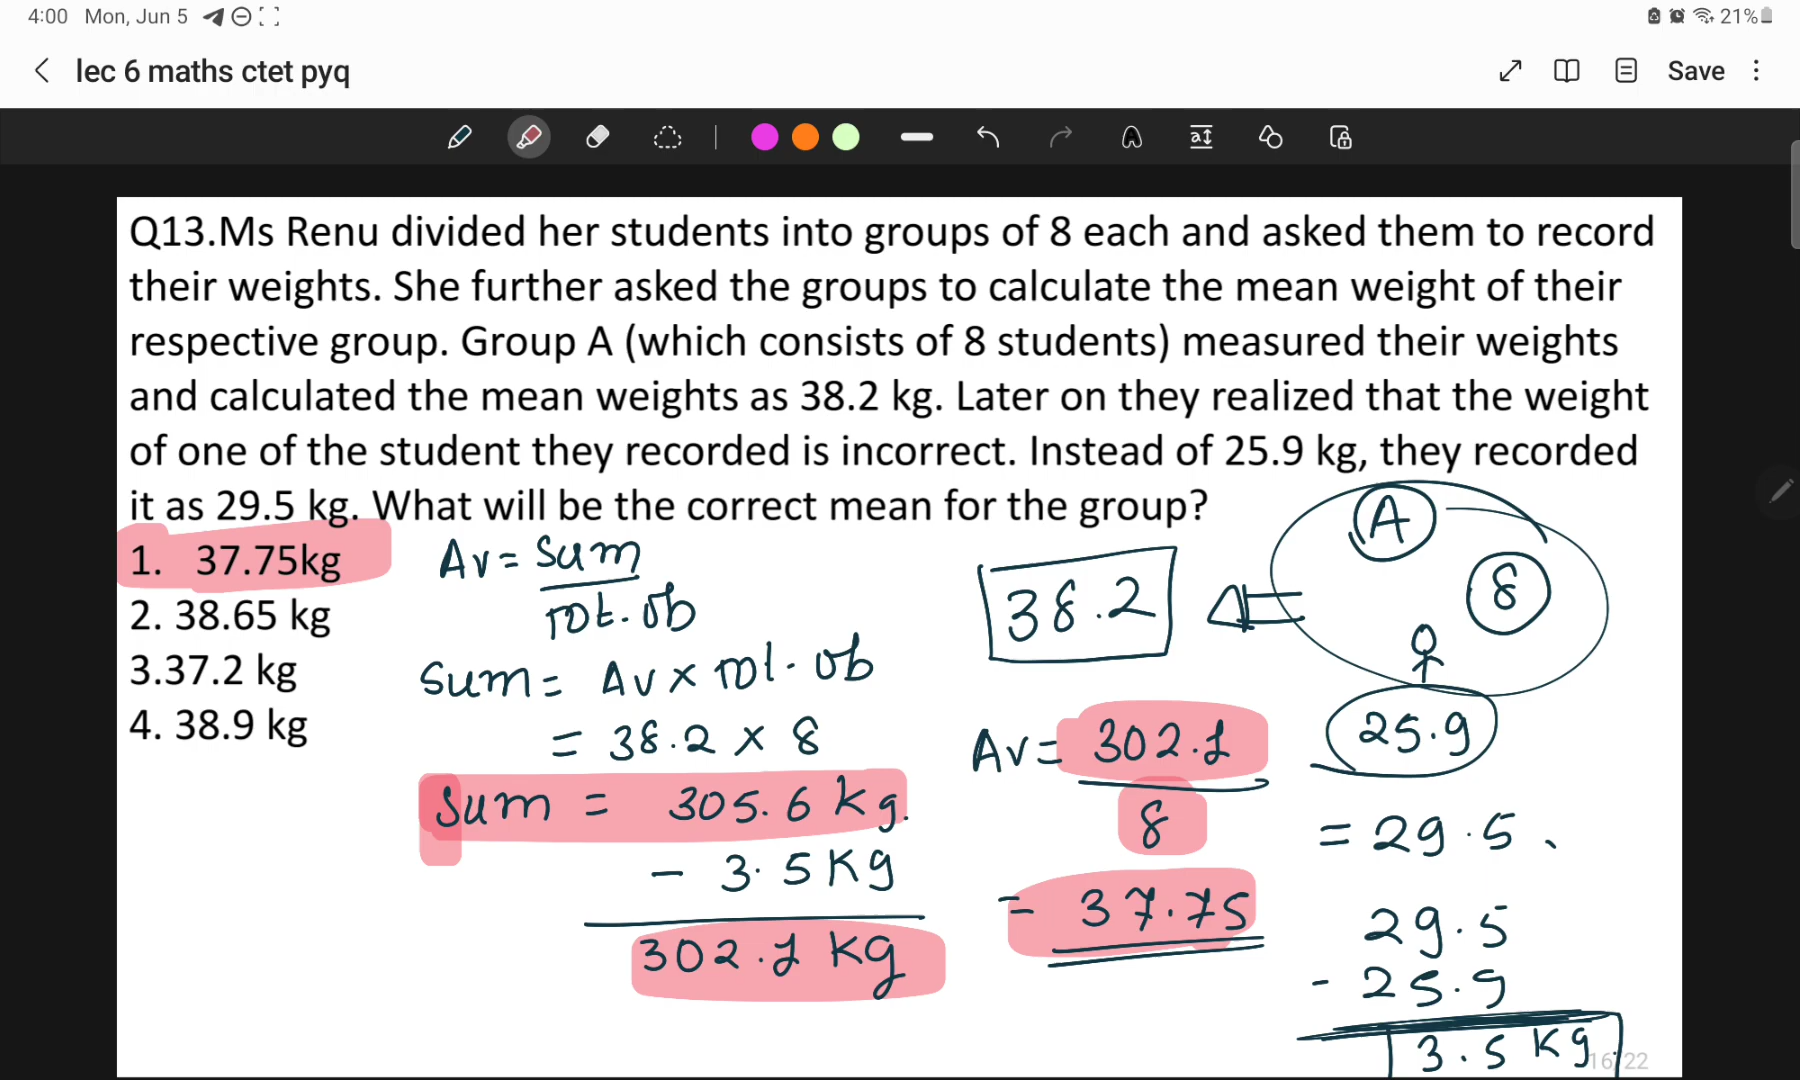 4:00 Mon, Jun 5
21%
lec 6 maths ctet pyq
Save
Q13.Ms Renu divided her students into groups of 8 each and asked them to record
their weights. She further asked the groups to calculate the mean weight of their
respective group. Group A (which consists of 8 students) measured their weights
and calculated the mean weights as 38.2 kg. Later on they realized that the weight
of one of the student they recorded is incorrect. Instead of 25.9 kg, they recorded
it as 29.5 kg. What will be the correct mean for the group?
1. 37.75kg
2. 38.65 kg
3.37.2 kg
4. 38.9 kg
Av = Sum
Tot. ob
Sum = Av x Tot. ob
= 38.2 x 8
Sum = 305.6 kg.
- 3.5 Kg
302.1 Kg
38.2
A
8
25.9
= 29.5
Av = 302.1
8
= 37.75
29.5
- 25.9
3.5 Kg
16/22